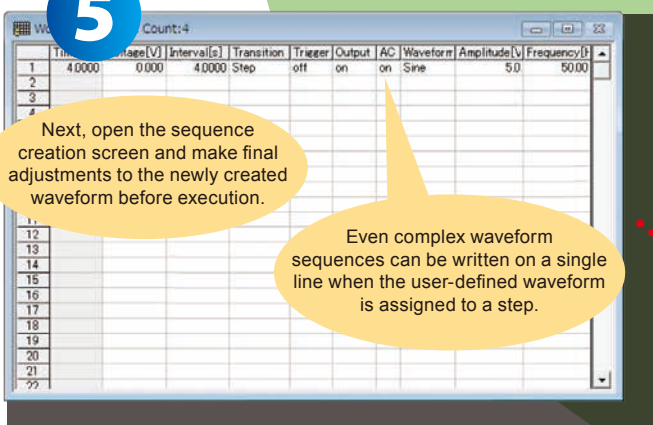 5
Count:4
Interval[s] Transition Trigger Output on AC Waveform Amplitude[V Frequency[H
1 4.0000 0.000 4.0000 Step off on on Sine 5.0 50.00
2
3
Next, open the sequence
creation screen and make final
adjustments to the newly created
waveform before execution.
12
13
14
15
16
17
18
19
20
21
22
Even complex waveform
sequences can be written on a single
line when the user-defined waveform
is assigned to a step.